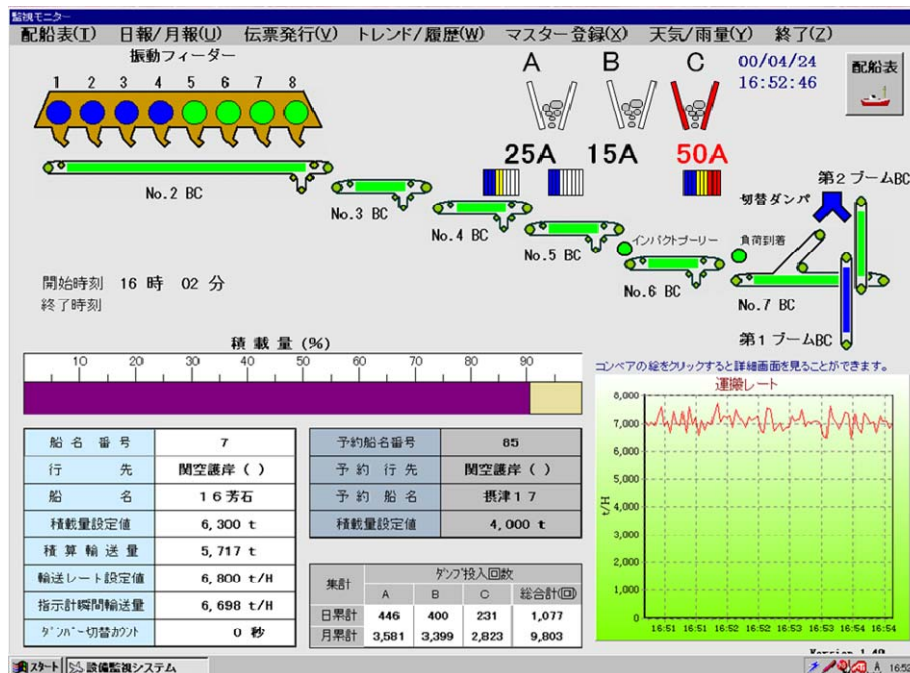 監視モニター
配船表(T) 日報/月報(U) 伝票発行(V) トレンド/履歴(W) マスター登録(X) 天気/雨量(Y) 終了(Z)
振動フィーダー
1 2 3 4 5 6 7 8
A B C
00/04/24
16:52:46
配船表
25A 15A 50A
No.2 BC
No.3 BC
No.4 BC
No.5 BC
No.6 BC
No.7 BC
インパクトゴーリー
負荷到着
切替ダンパ
第2 ブームBC
第1 ブームBC
開始時刻 16 時 02 分
終了時刻
積載量(%)
10 20 30 40 50 60 70 80 90
コンベアの絵をクリックすると詳細画面を見ることができます。
運搬レート
t/H
8,000
7,000
6,000
5,000
4,000
3,000
2,000
1,000
0
16:51 16:51 16:52 16:52 16:53 16:53 16:54 16:54
船名番号 7
行先 関空護岸( )
船名 16芳石
積載量設定値 6,300 t
積算輸送量 5,717 t
輸送レート設定値 6,800 t/H
指示計瞬間輸送量 6,698 t/H
ダンパー切替カウント 0 秒
予約船名番号 85
予約行先 関空護岸( )
予約船名 摂津17
積載量設定値 4,000 t
集計 ダンプ投入回数
A B C 総合計(回)
日累計 446 400 231 1,077
月累計 3,581 3,399 2,823 9,803
スタート 設備監視システム
A 16:52